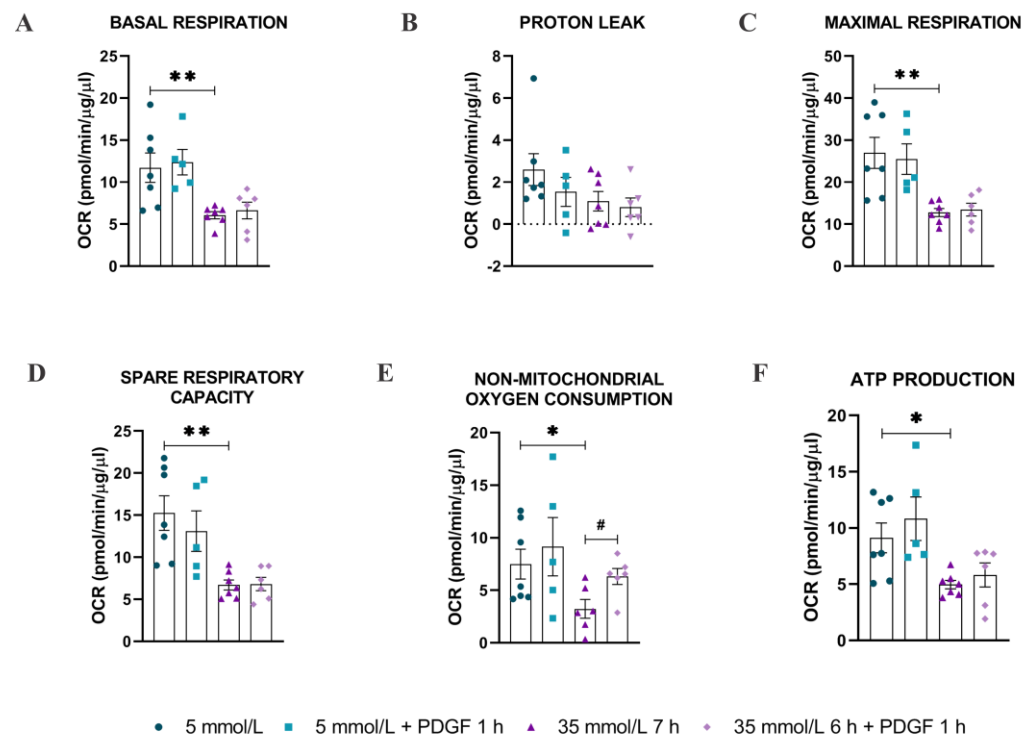 A
BASAL RESPIRATION
OCR (pmol/min/μg/μl)
25
20
15
10
5
0
**
B
PROTON LEAK
OCR (pmol/min/μg/μl)
8
6
4
2
0
-2
C
MAXIMAL RESPIRATION
OCR (pmol/min/μg/μl)
50
40
30
20
10
0
**
D
SPARE RESPIRATORY
CAPACITY
OCR (pmol/min/μg/μl)
25
20
15
10
5
0
**
E
NON-MITOCHONDRIAL
OXYGEN CONSUMPTION
OCR (pmol/min/μg/μl)
20
15
10
5
0
*
#
F
ATP PRODUCTION
OCR (pmol/min/μg/μl)
20
15
10
5
0
*
5 mmol/L
5 mmol/L + PDGF 1 h
35 mmol/L 7 h
35 mmol/L 6 h + PDGF 1 h